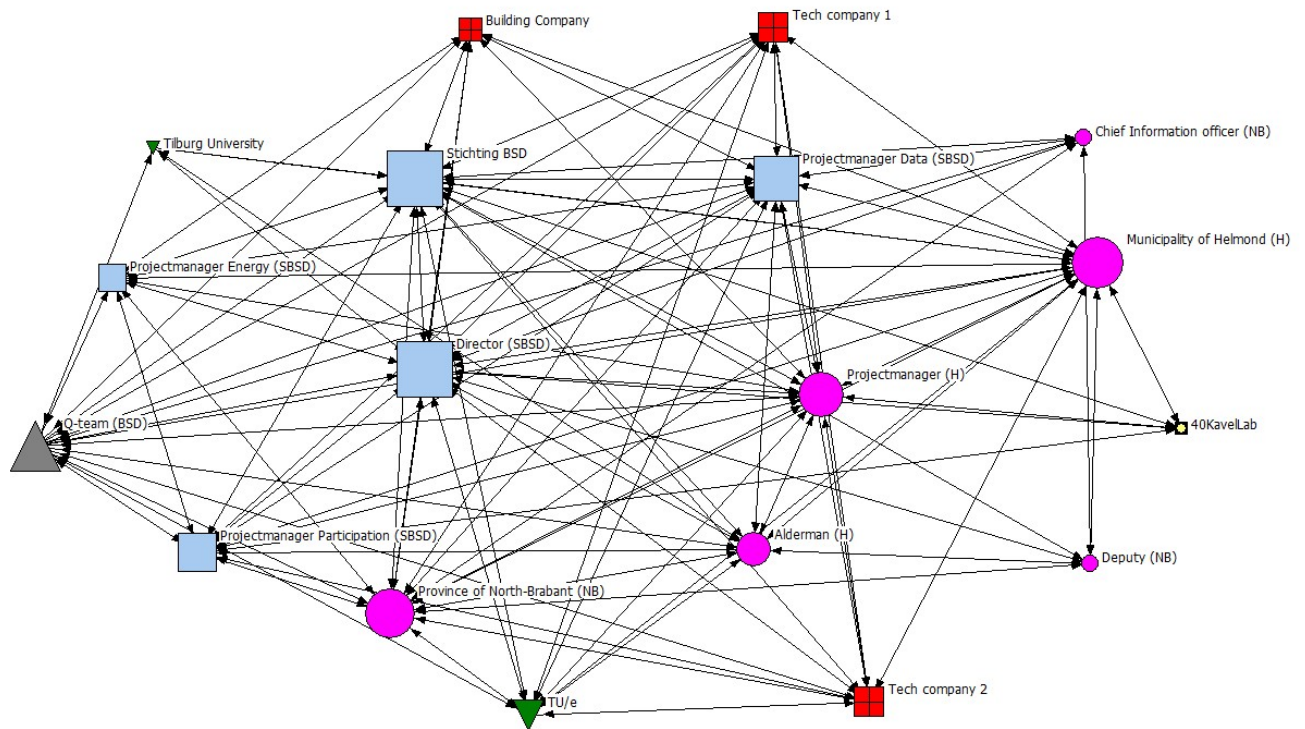 Building Company
Tech company 1
Chief Information officer (NB)
Tilburg University
Stichting BSD
Projectmanager Data (SBSD)
Municipality of Helmond (H)
Projectmanager Energy (SBSD)
Director (SBSD)
Projectmanager (H)
Q-team (BSD)
40KavelLab
Projectmanager Participation (SBSD)
Alderman (H)
Deputy (NB)
Province of North-Brabant (NB)
Tech company 2
TU/e